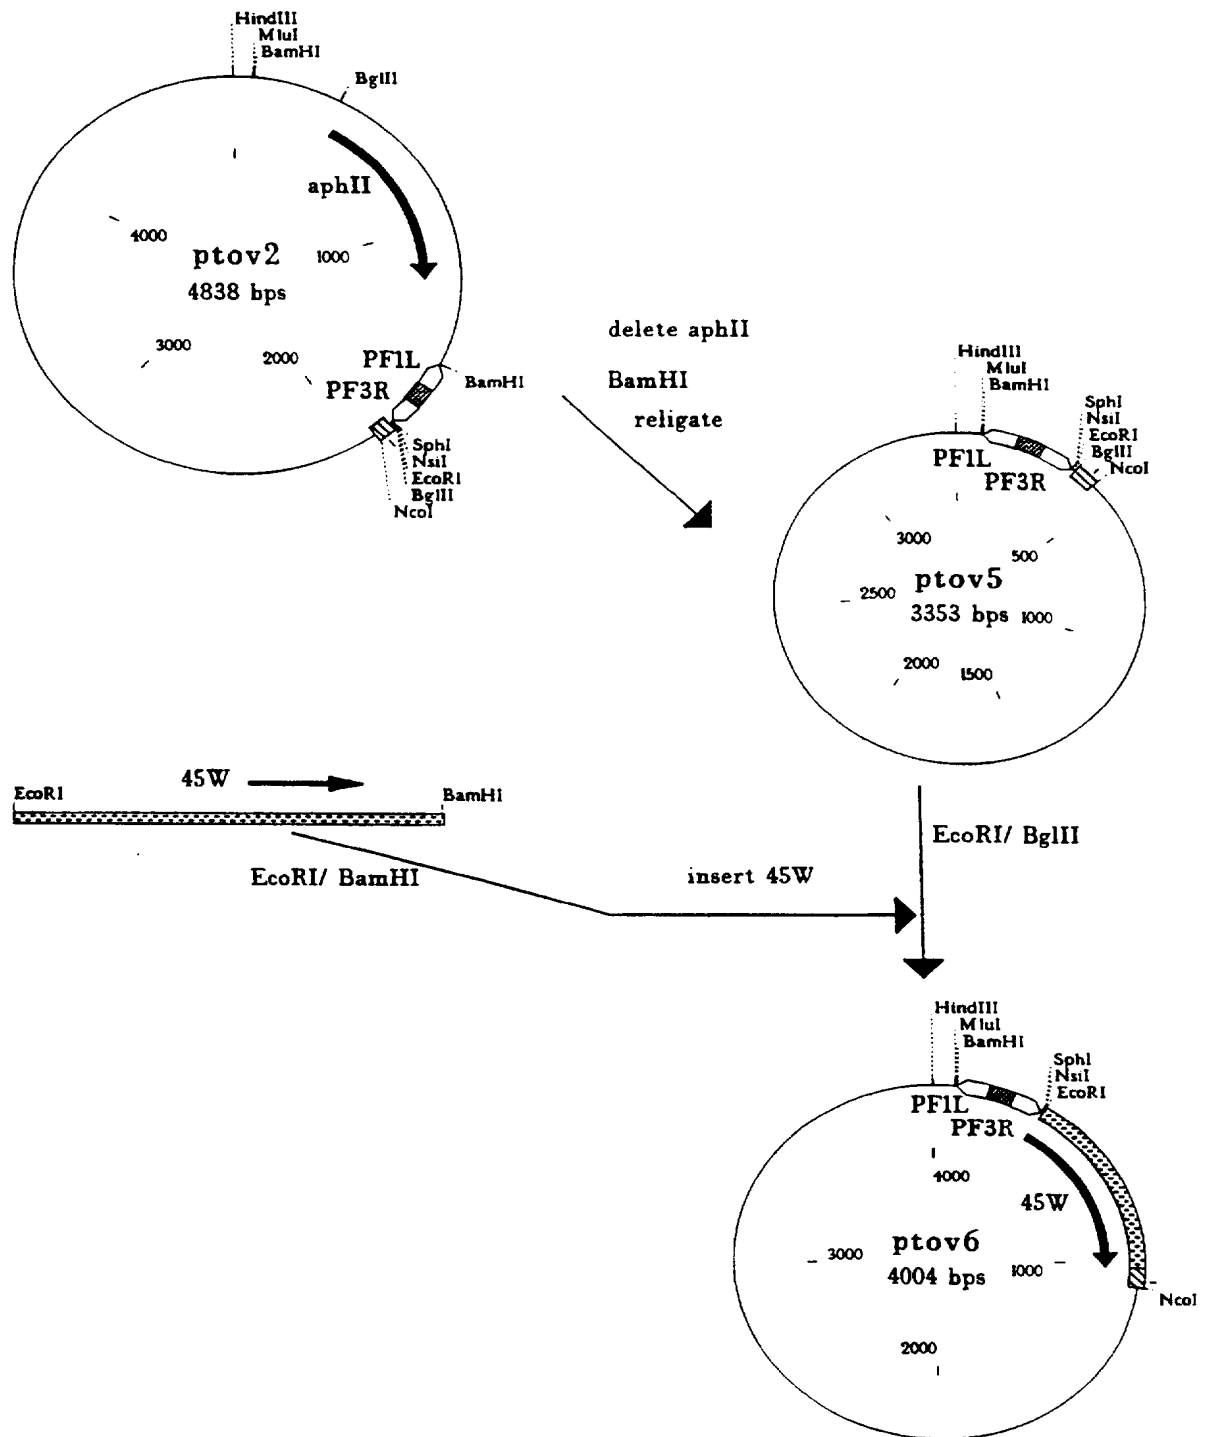 HindIII
MluI
BamHI
BglII
aphII
4000
1000
ptov2
4838 bps
3000
2000
PF1L
PF3R
BamHI
SphI
NsiI
EcoRI
BglII
NcoI
delete aphII
BamHI
religate
HindIII
MluI
BamHI
SphI
NsiI
EcoRI
BglII
NcoI
PF1L
PF3R
3000
500
ptov5
2500
3353 bps
1000
2000
1500
45W
EcoRI
BamHI
EcoRI/ BamHI
insert 45W
EcoRI/ BglII
HindIII
MluI
BamHI
SphI
NsiI
EcoRI
PF1L
PF3R
4000
45W
ptov6
3000
4004 bps
1000
NcoI
2000